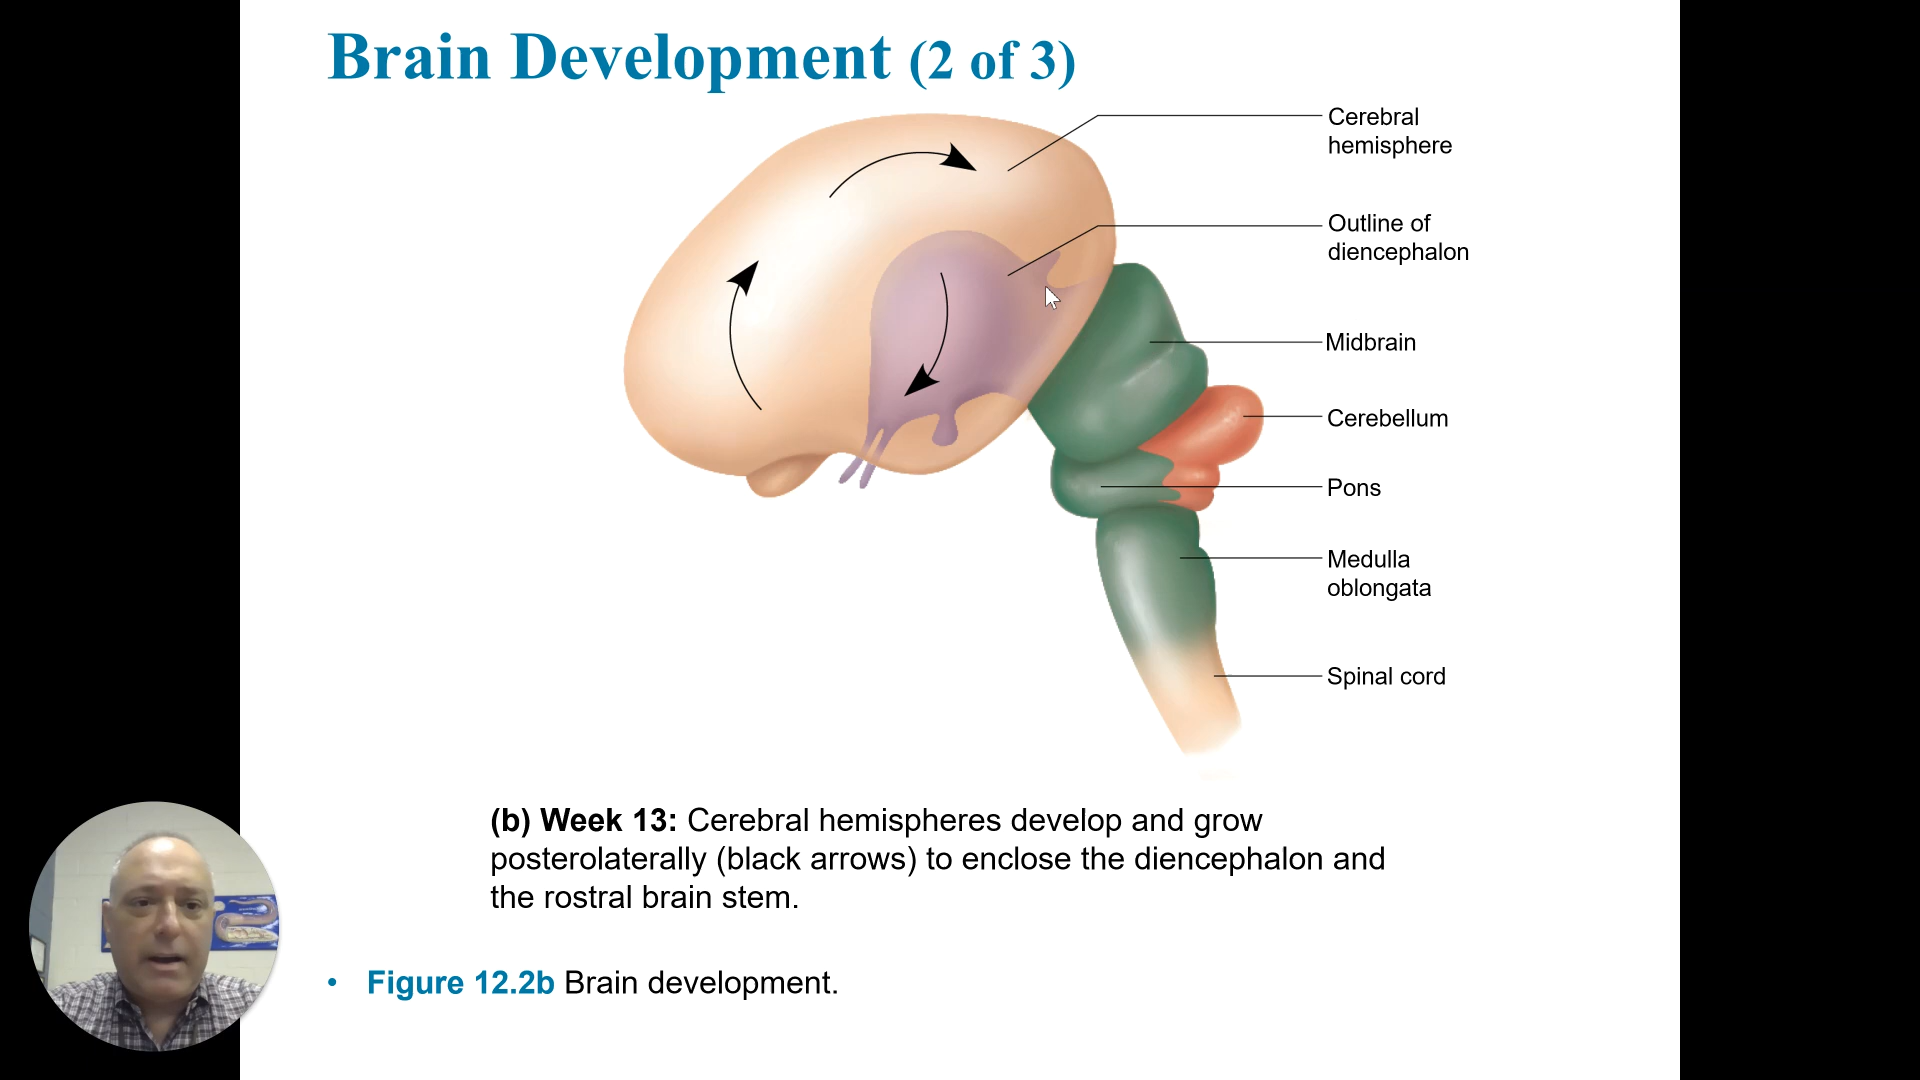 Brain Development (2 of 3)
Cerebral
hemisphere
Outline of
diencephalon
Midbrain
Cerebellum
Pons
Medulla
oblongata
Spinal cord
(b) Week 13: Cerebral hemispheres develop and grow
posterolaterally (black arrows) to enclose the diencephalon and
the rostral brain stem.
• Figure 12.2b Brain development.